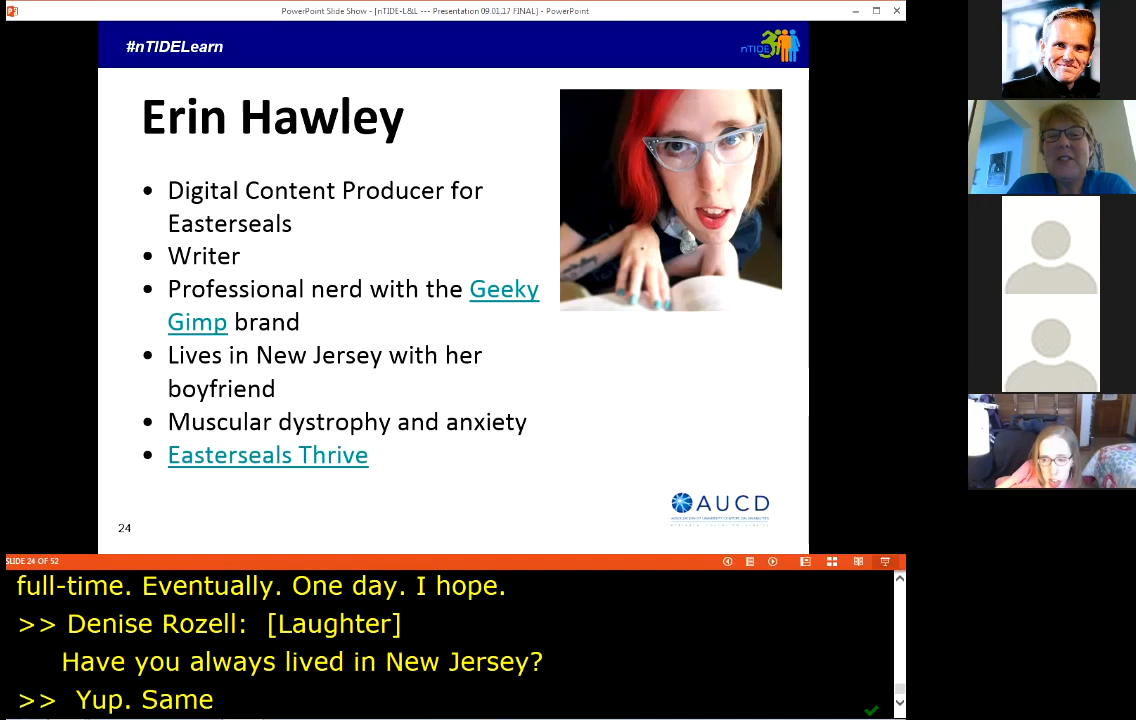 PowerPoint Slide Show - [nTIDE-L&L --- Presentation 09.01.17 FINAL] - PowerPoint
#nTIDELearn
nTIDE
Erin Hawley
• Digital Content Producer for
Easterseals
• Writer
• Professional nerd with the Geeky
Gimp brand
• Lives in New Jersey with her
boyfriend
• Muscular dystrophy and anxiety
• Easterseals Thrive
AUCD
24
SLIDE 24 OF 52
full-time. Eventually. One day. I hope.
>> Denise Rozell: [Laughter]
Have you always lived in New Jersey?
>> Yup. Same